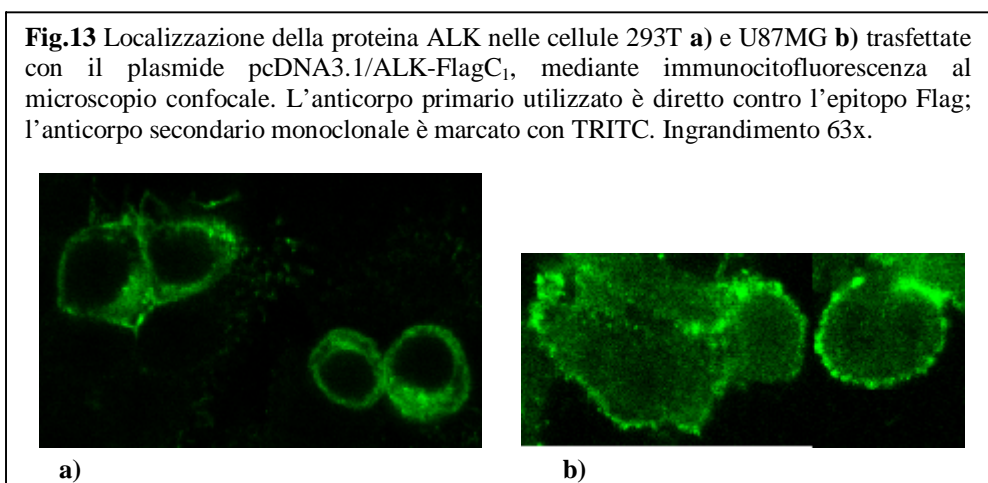 Fig.13 Localizzazione della proteina ALK nelle cellule 293T a) e U87MG b) trasfettate
con il plasmide pcDNA3.1/ALK-FlagC₁, mediante immunocitofluorescenza al
microscopio confocale. L'anticorpo primario utilizzato è diretto contro l'epitopo Flag;
l'anticorpo secondario monoclonale è marcato con TRITC. Ingrandimento 63x.
a)
b)